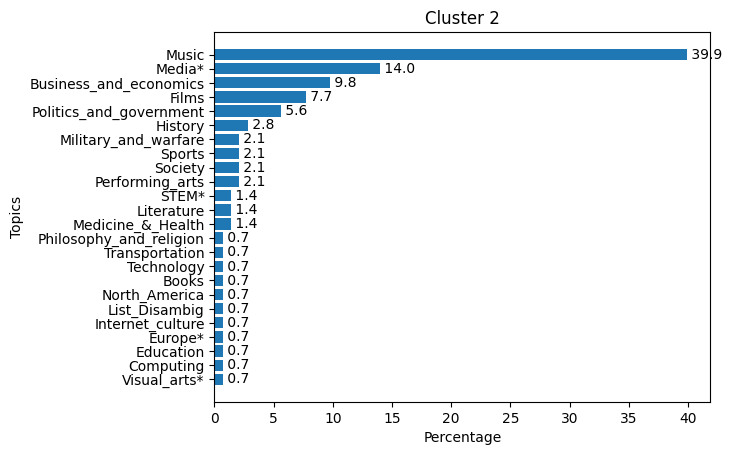 Cluster 2
Music 39.9
Media* 14.0
Business_and_economics 9.8
Films 7.7
Politics_and_government 5.6
History 2.8
Military_and_warfare 2.1
Sports 2.1
Society 2.1
Performing_arts 2.1
STEM* 1.4
Literature 1.4
Medicine_&_Health 1.4
Philosophy_and_religion 0.7
Transportation 0.7
Technology 0.7
Books 0.7
North_America 0.7
List_Disambig 0.7
Internet_culture 0.7
Europe* 0.7
Education 0.7
Computing 0.7
Visual_arts* 0.7
0 5 10 15 20 25 30 35 40
Percentage
Topics